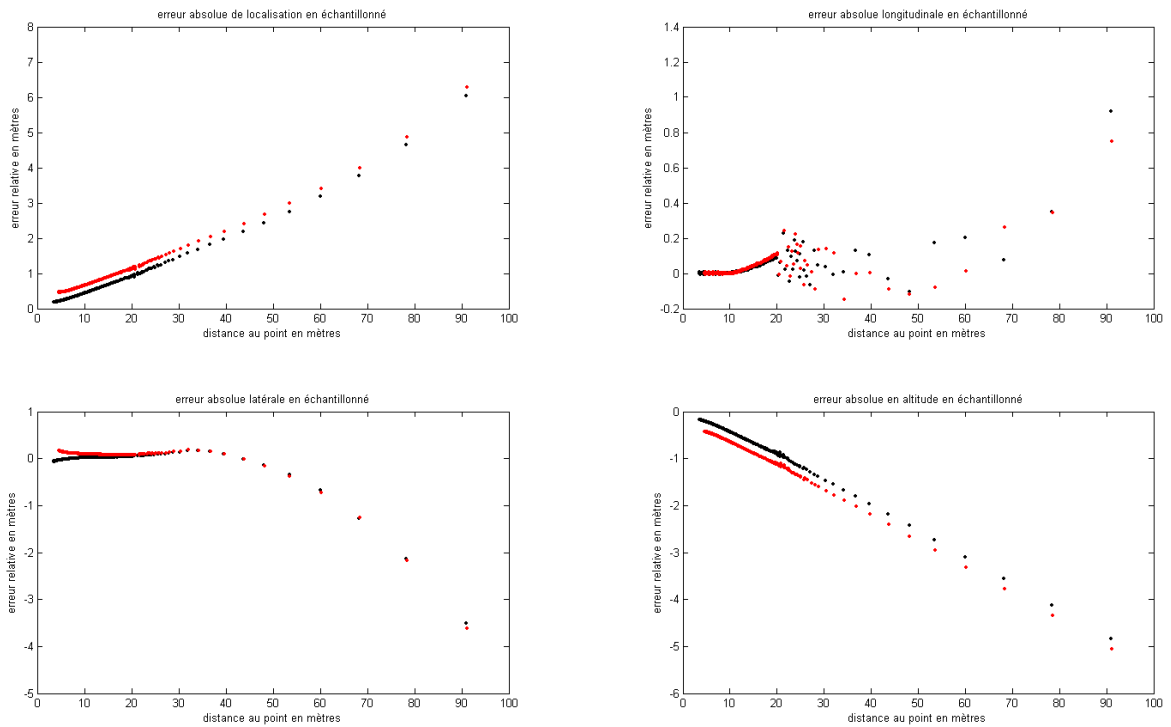 erreur absolue de localisation en échantillonné
8
7
6
5
4
3
2
1
0
erreur relative en mètres
0 10 20 30 40 50 60 70 80 90 100
distance au point en mètres
erreur absolue longitudinale en échantillonné
1.4
1.2
1
0.8
0.6
0.4
0.2
0
-0.2
erreur relative en mètres
0 10 20 30 40 50 60 70 80 90 100
distance au point en mètres
erreur absolue latérale en échantillonné
1
0
-1
-2
-3
-4
-5
erreur relative en mètres
0 10 20 30 40 50 60 70 80 90 100
distance au point en mètres
erreur absolue en altitude en échantillonné
0
-1
-2
-3
-4
-5
-6
erreur relative en mètres
0 10 20 30 40 50 60 70 80 90 100
distance au point en mètres